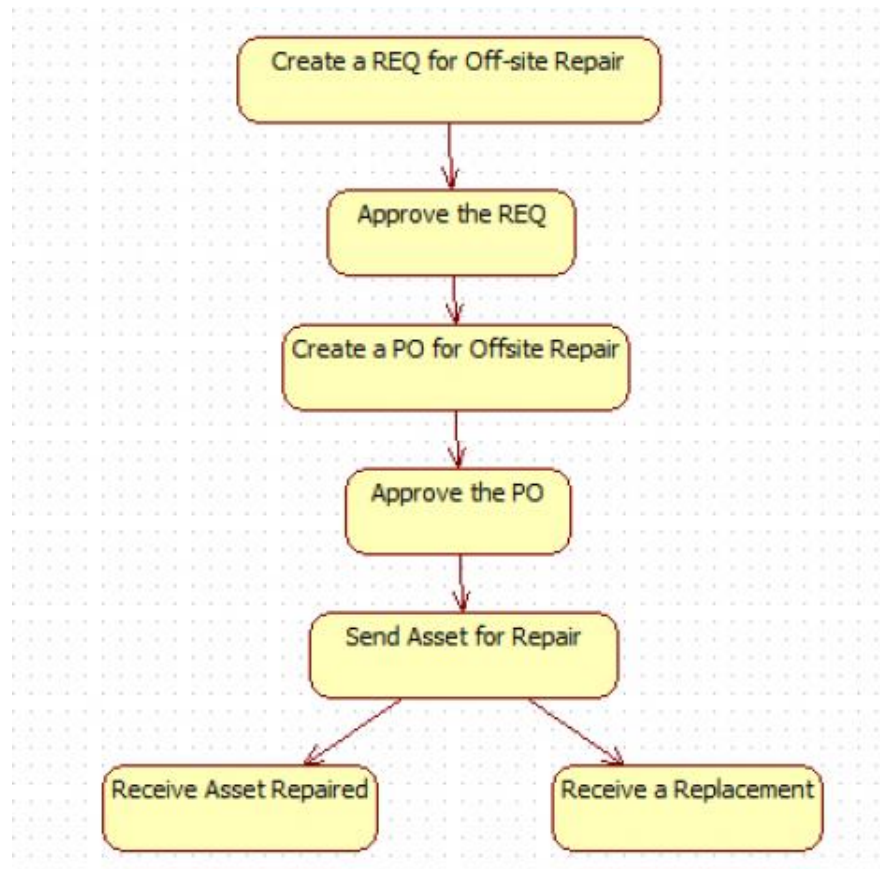 Create a REQ for Off-site Repair
Approve the REQ
Create a PO for Offsite Repair
Approve the PO
Send Asset for Repair
Receive Asset Repaired
Receive a Replacement